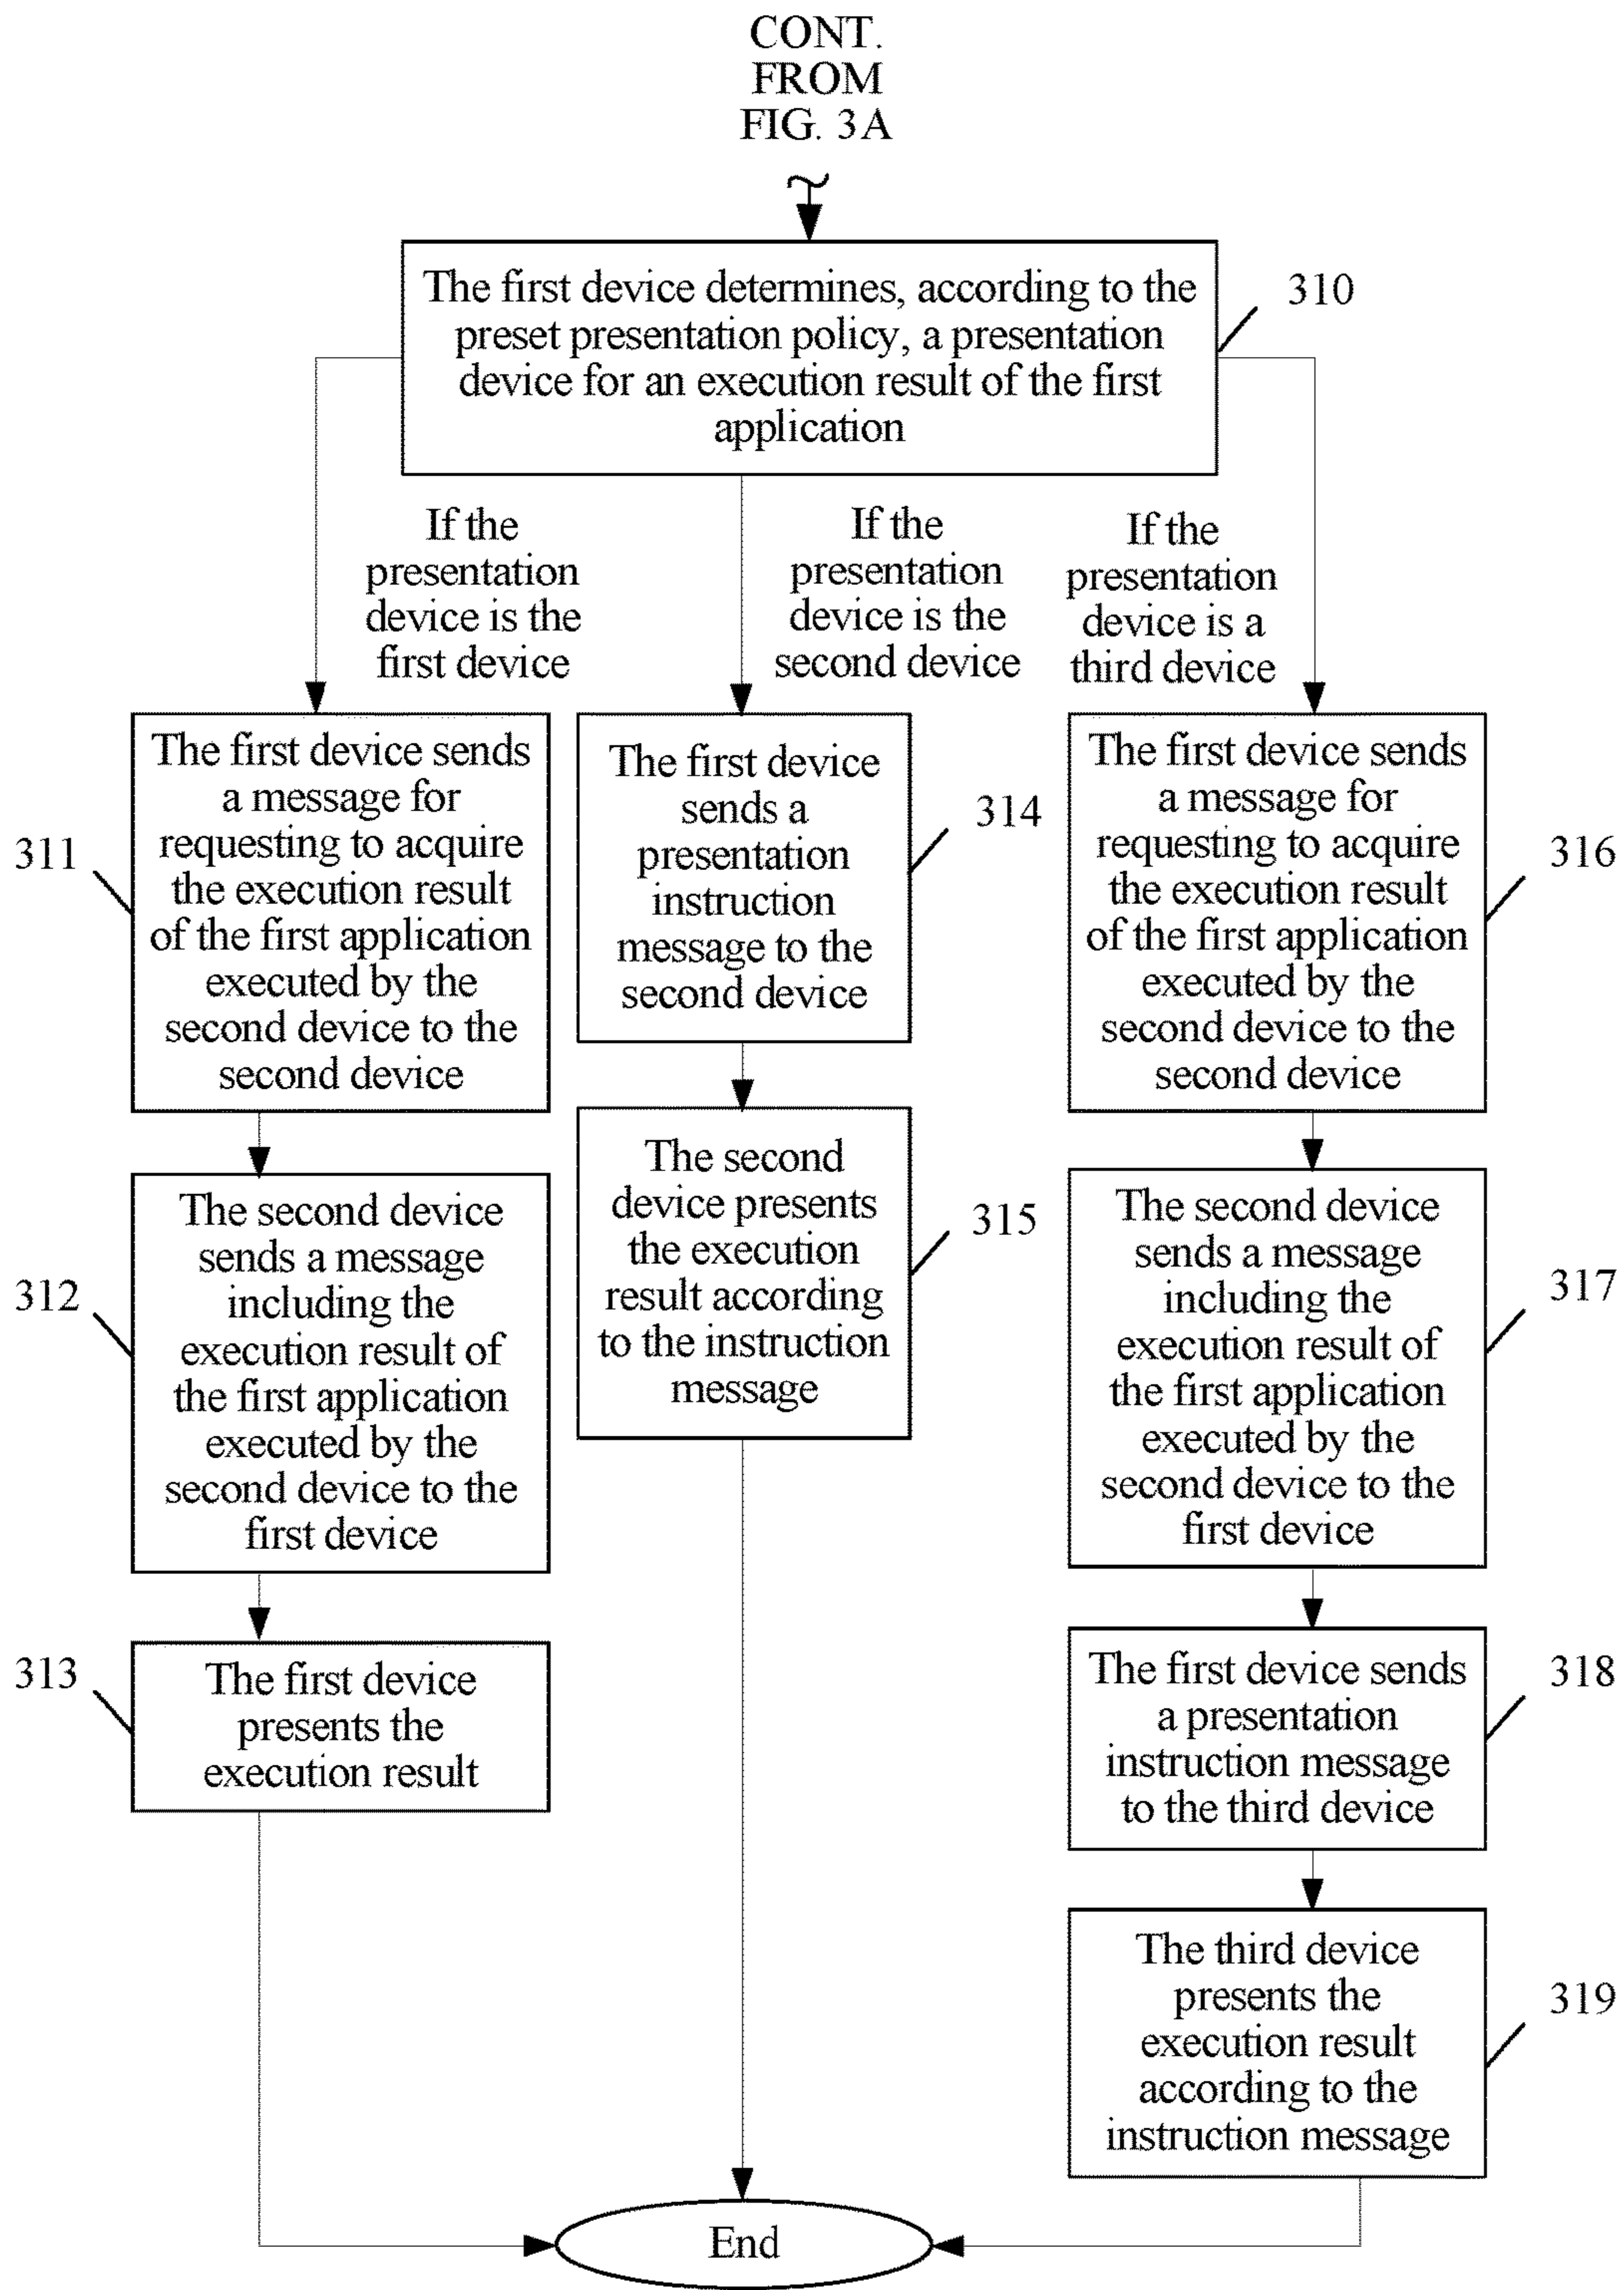 CONT.
FROM
FIG. 3A
The first device determines, according to the
preset presentation policy, a presentation
device for an execution result of the first
application
310
If the
presentation
device is the
first device
If the
presentation
device is the
second device
If the
presentation
device is a
third device
The first device sends
a message for
requesting to acquire
the execution result
of the first application
executed by the
second device to the
second device
311
The second device
sends a message
including the
execution result of
the first application
executed by the
second device to the
first device
312
The first device
presents the
execution result
313
The first device
sends a
presentation
instruction
message to the
second device
314
The second
device presents
the execution
result according
to the instruction
message
315
The first device sends
a message for
requesting to acquire
the execution result
of the first application
executed by the
second device to the
second device
316
The second device
sends a message
including the
execution result of
the first application
executed by the
second device to the
first device
317
The first device sends
a presentation
instruction message
to the third device
318
The third device
presents the
execution result
according to the
instruction message
319
End